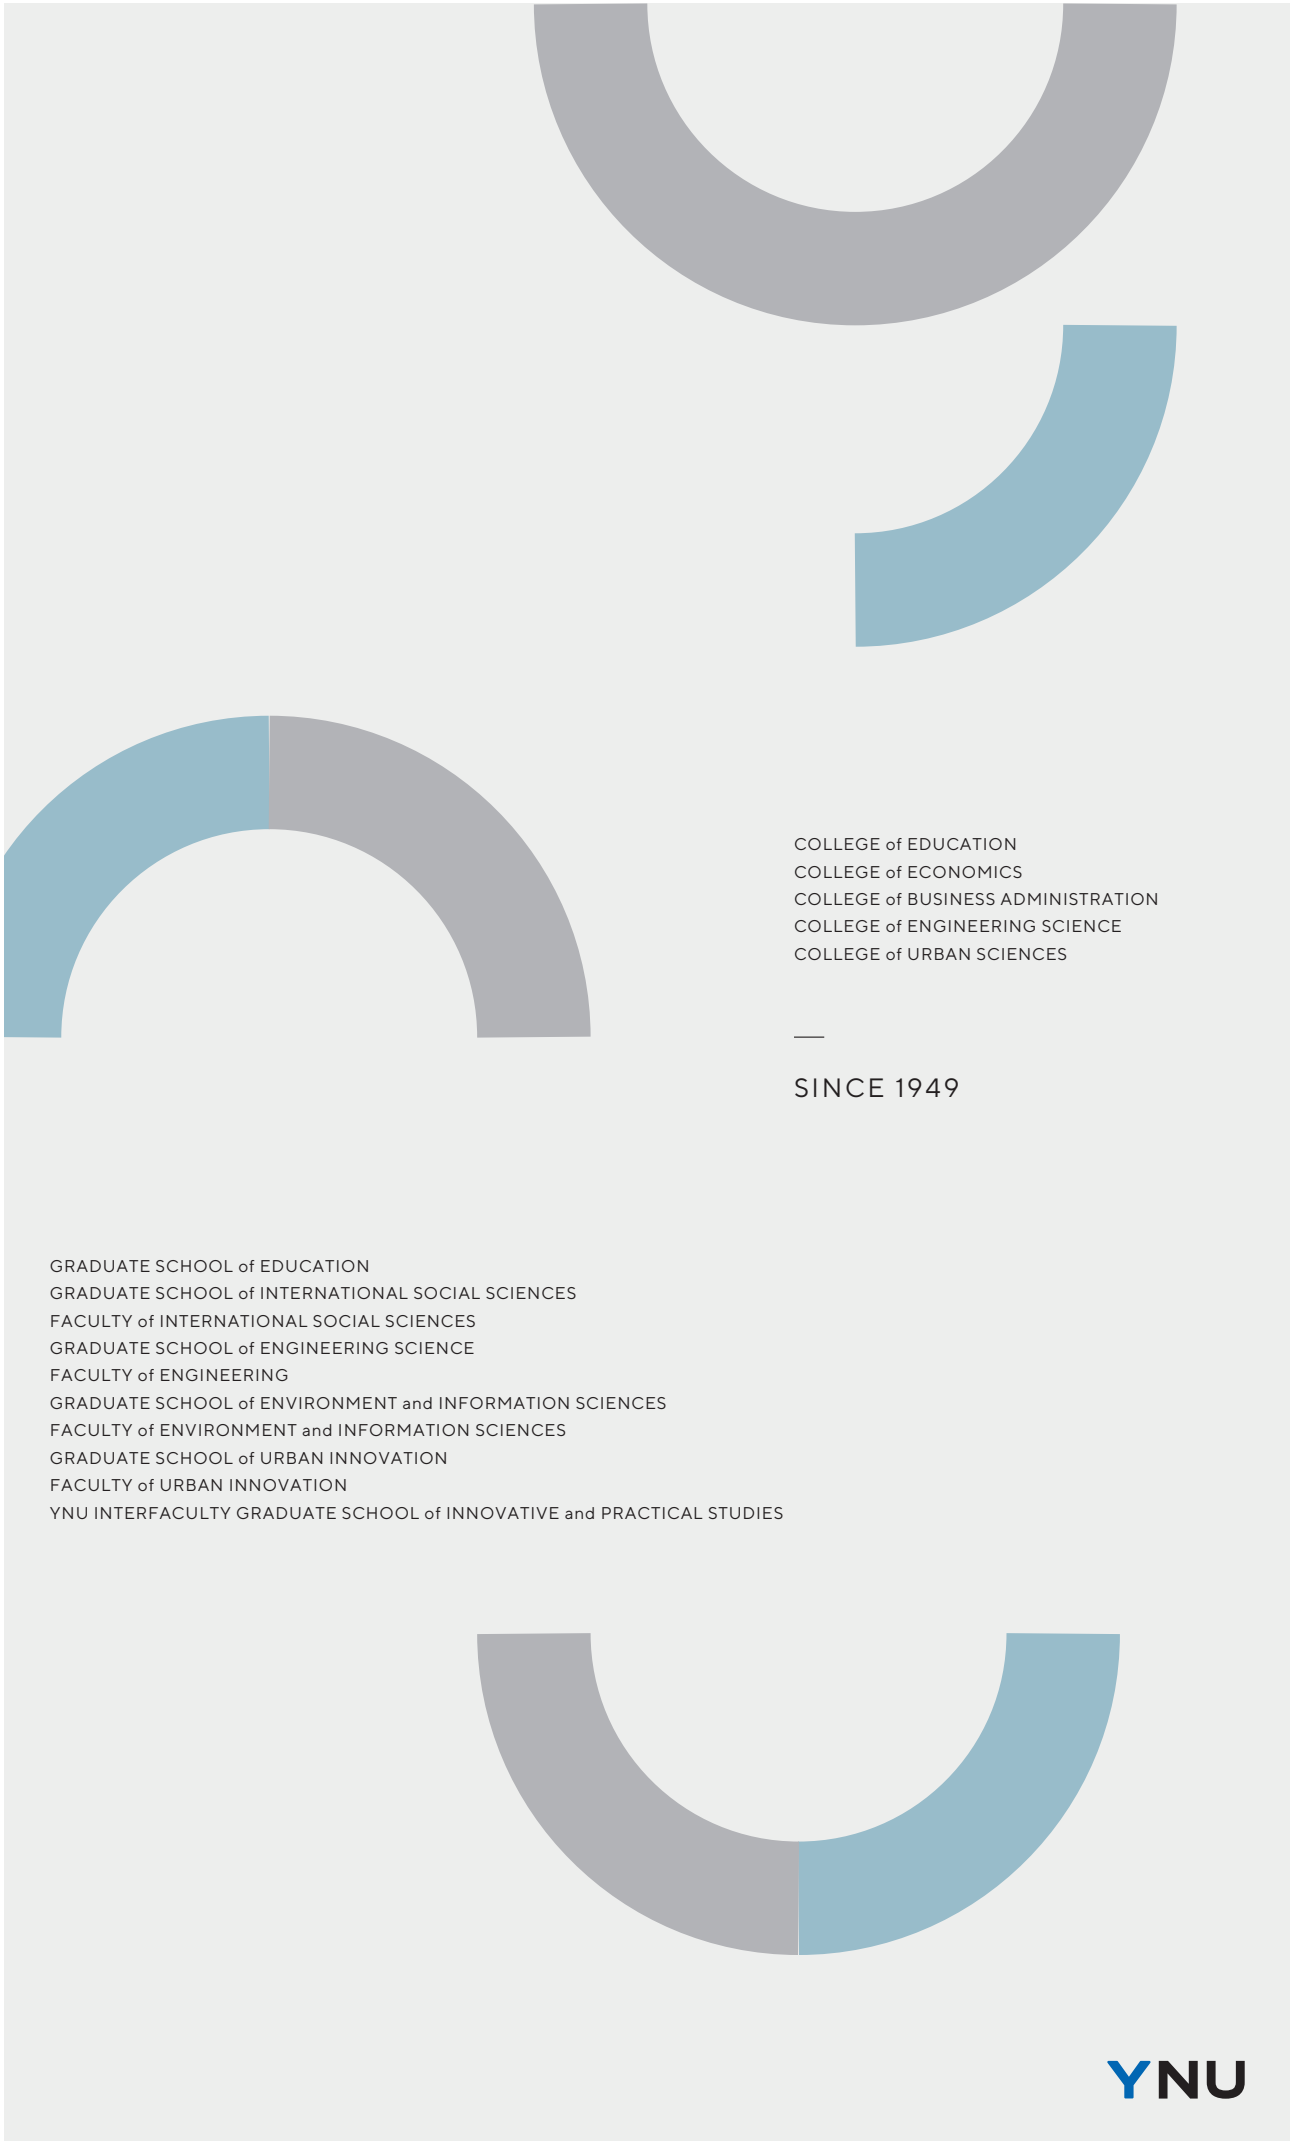 COLLEGE of EDUCATION
COLLEGE of ECONOMICS
COLLEGE of BUSINESS ADMINISTRATION
COLLEGE of ENGINEERING SCIENCE
COLLEGE of URBAN SCIENCES
SINCE 1949
GRADUATE SCHOOL of EDUCATION
GRADUATE SCHOOL of INTERNATIONAL SOCIAL SCIENCES
FACULTY of INTERNATIONAL SOCIAL SCIENCES
GRADUATE SCHOOL of ENGINEERING SCIENCE
FACULTY of ENGINEERING
GRADUATE SCHOOL of ENVIRONMENT and INFORMATION SCIENCES
FACULTY of ENVIRONMENT and INFORMATION SCIENCES
GRADUATE SCHOOL of URBAN INNOVATION
FACULTY of URBAN INNOVATION
YNU INTERFACULTY GRADUATE SCHOOL of INNOVATIVE and PRACTICAL STUDIES
YNU